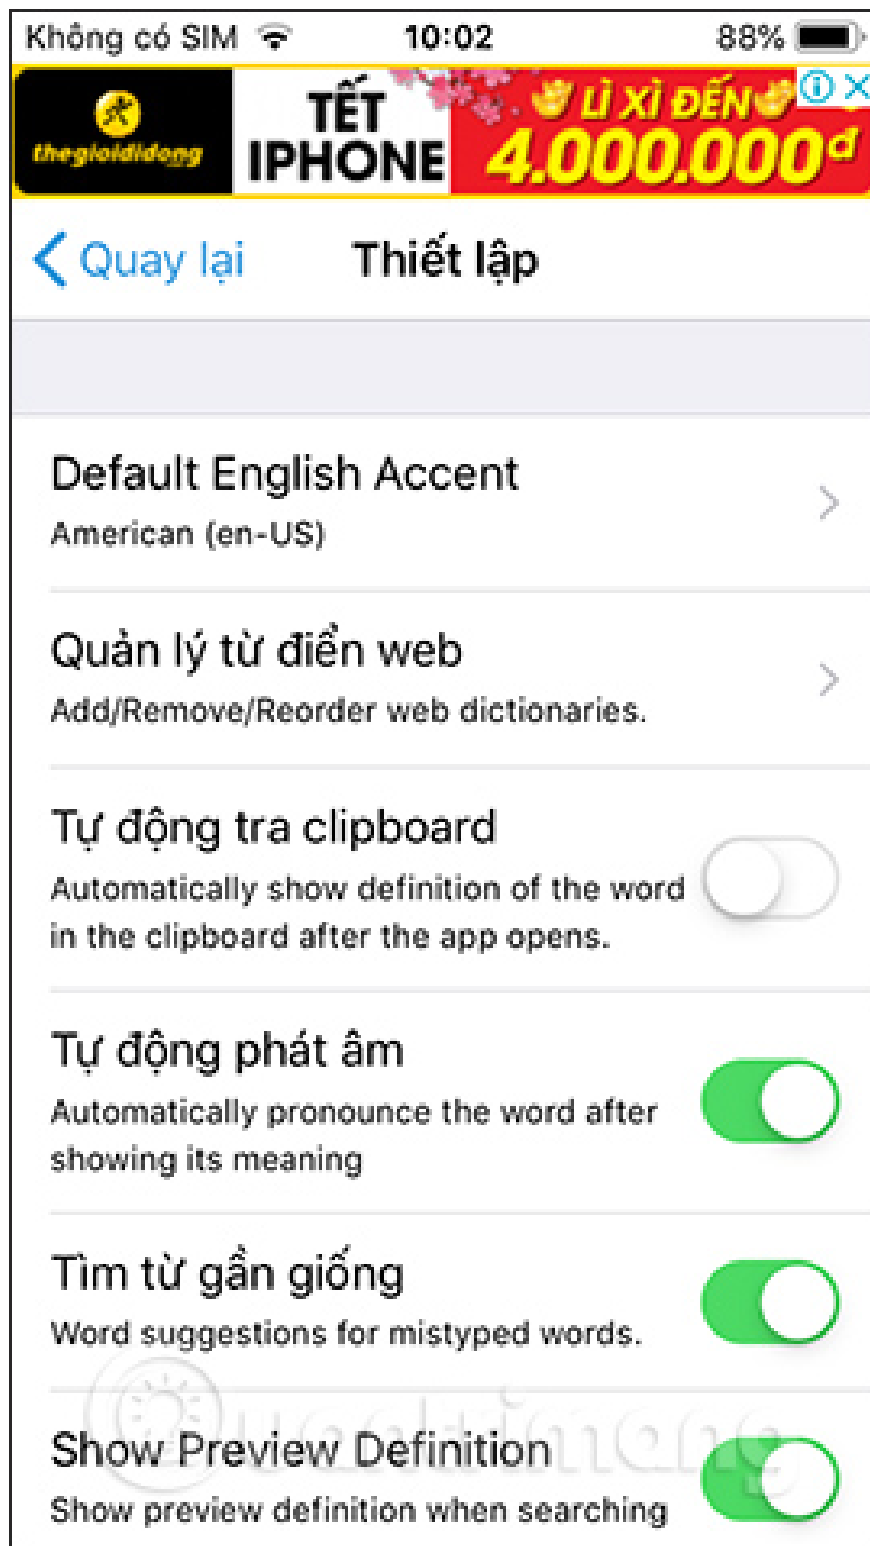 Không có SIM 10:02 88%
thegioididong
TẾT
IPHONE
LÌ XÌ ĐẾN
4.000.000đ
Quay lại Thiết lập
Default English Accent
American (en-US)
Quản lý từ điển web
Add/Remove/Reorder web dictionaries.
Tự động tra clipboard
Automatically show definition of the word
in the clipboard after the app opens.
Tự động phát âm
Automatically pronounce the word after
showing its meaning
Tìm từ gần giống
Word suggestions for mistyped words.
uantrimang
Show Preview Definition
Show preview definition when searching